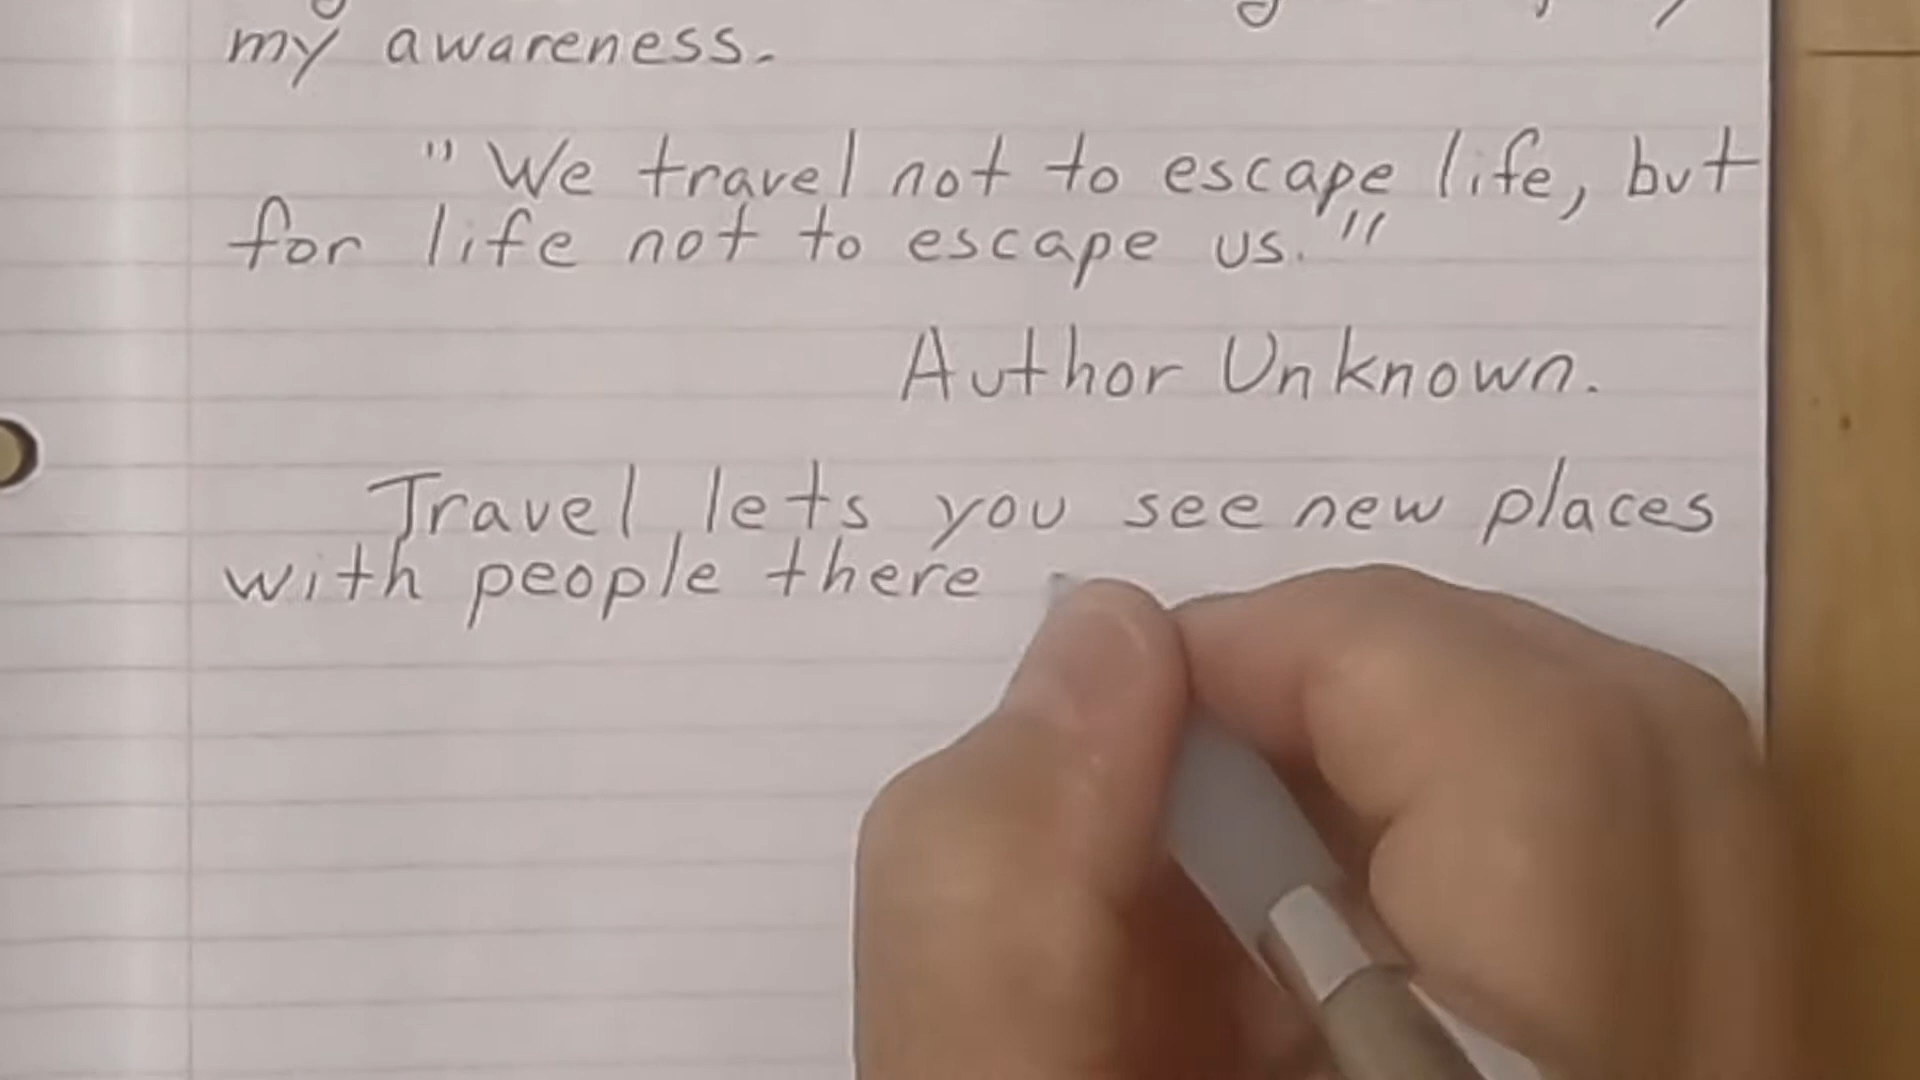 my awareness.
"We travel not to escape life, but
for life not to escape us."
Author Unknown.
Travel lets you see new places
with people there